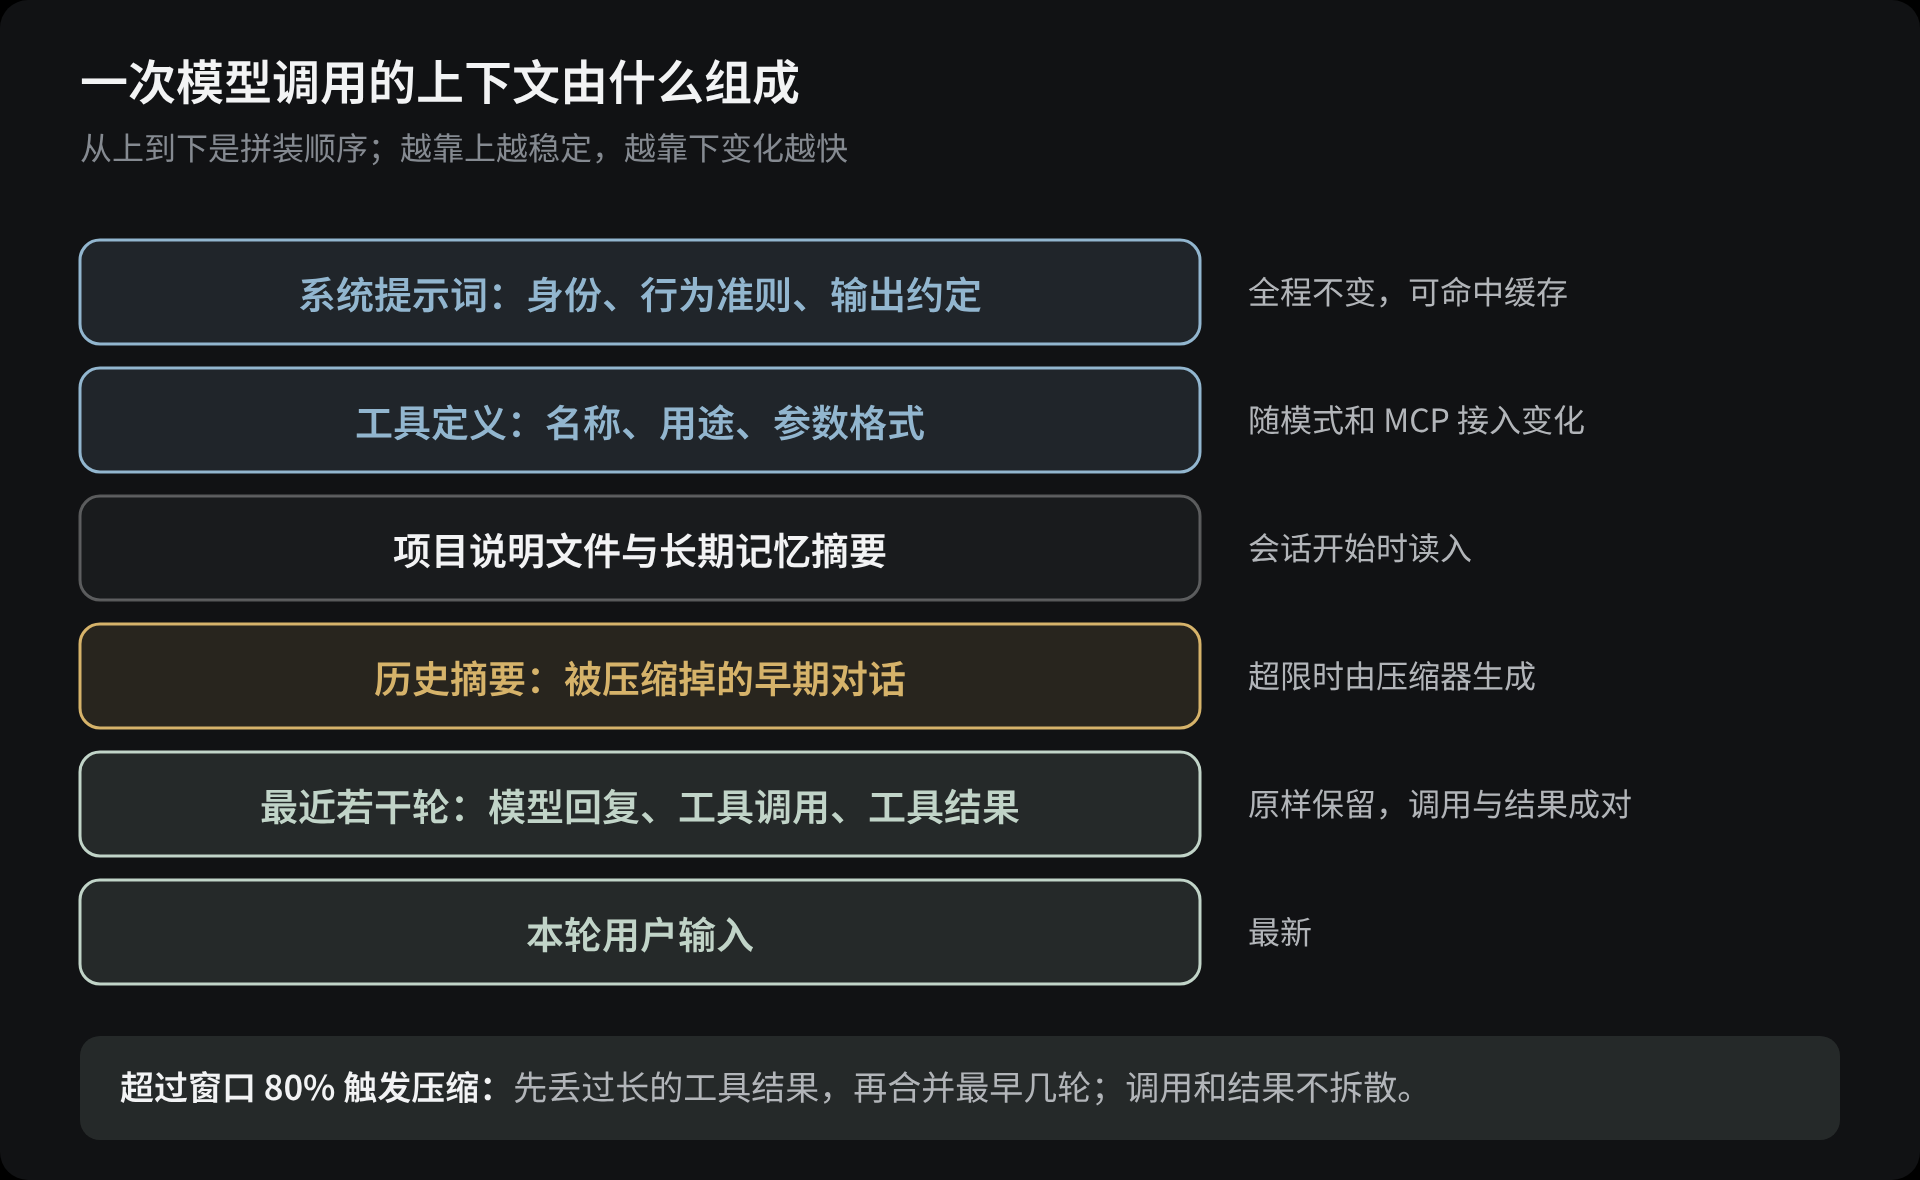 一次模型调用的上下文由什么组成
从上到下是拼装顺序；越靠上越稳定，越靠下变化越快
系统提示词：身份、行为准则、输出约定
全程不变，可命中缓存
工具定义：名称、用途、参数格式
随模式和 MCP 接入变化
项目说明文件与长期记忆摘要
会话开始时读入
历史摘要：被压缩掉的早期对话
超限时由压缩器生成
最近若干轮：模型回复、工具调用、工具结果
原样保留，调用与结果成对
本轮用户输入
最新
超过窗口 80% 触发压缩：先丢过长的工具结果，再合并最早几轮；调用和结果不拆散。